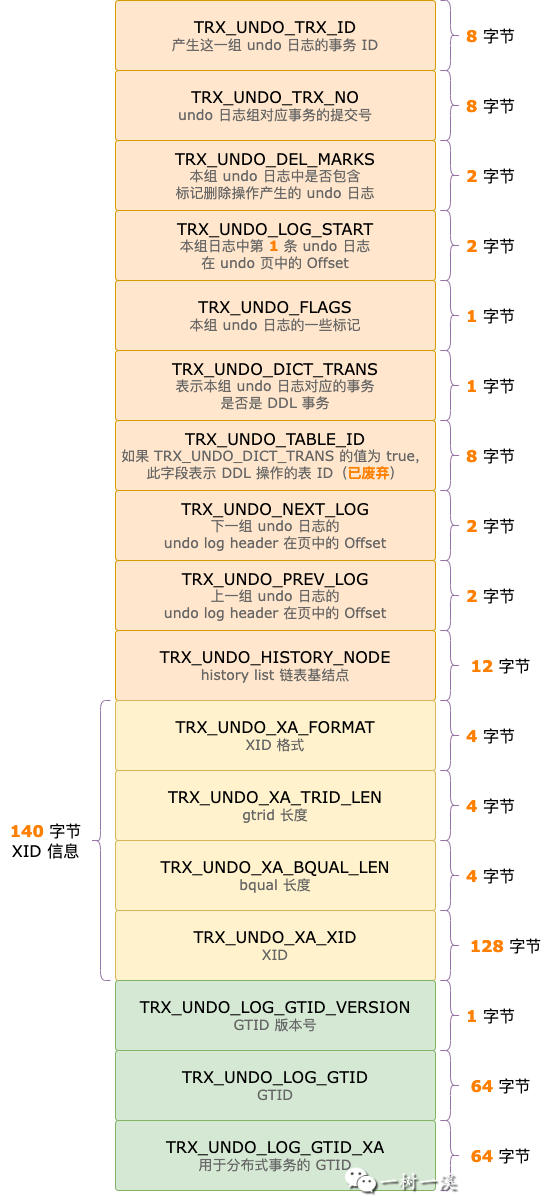 TRX_UNDO_TRX_ID
产生这一组 undo 日志的事务 ID
8 字节
TRX_UNDO_TRX_NO
undo 日志组对应事务的提交号
8 字节
TRX_UNDO_DEL_MARKS
本组 undo 日志中是否包含
标记删除操作产生的 undo 日志
2 字节
TRX_UNDO_LOG_START
本组日志中第 1 条 undo 日志
在 undo 页中的 Offset
2 字节
TRX_UNDO_FLAGS
本组 undo 日志的一些标记
1 字节
TRX_UNDO_DICT_TRANS
表示本组 undo 日志对应的事务
是否是 DDL 事务
1 字节
TRX_UNDO_TABLE_ID
如果 TRX_UNDO_DICT_TRANS 的值为 true，
此字段表示 DDL 操作的表 ID（已废弃）
8 字节
TRX_UNDO_NEXT_LOG
下一组 undo 日志的
undo log header 在页中的 Offset
2 字节
TRX_UNDO_PREV_LOG
上一组 undo 日志的
undo log header 在页中的 Offset
2 字节
TRX_UNDO_HISTORY_NODE
history list 链表基结点
12 字节
140 字节
XID 信息
TRX_UNDO_XA_FORMAT
XID 格式
4 字节
TRX_UNDO_XA_TRID_LEN
gtrid 长度
4 字节
TRX_UNDO_XA_BQUAL_LEN
bqual 长度
4 字节
TRX_UNDO_XA_XID
XID
128 字节
TRX_UNDO_LOG_GTID_VERSION
GTID 版本号
1 字节
TRX_UNDO_LOG_GTID
GTID
64 字节
TRX_UNDO_LOG_GTID_XA
用于分布式事务的 GTID
64 字节
一树一溪